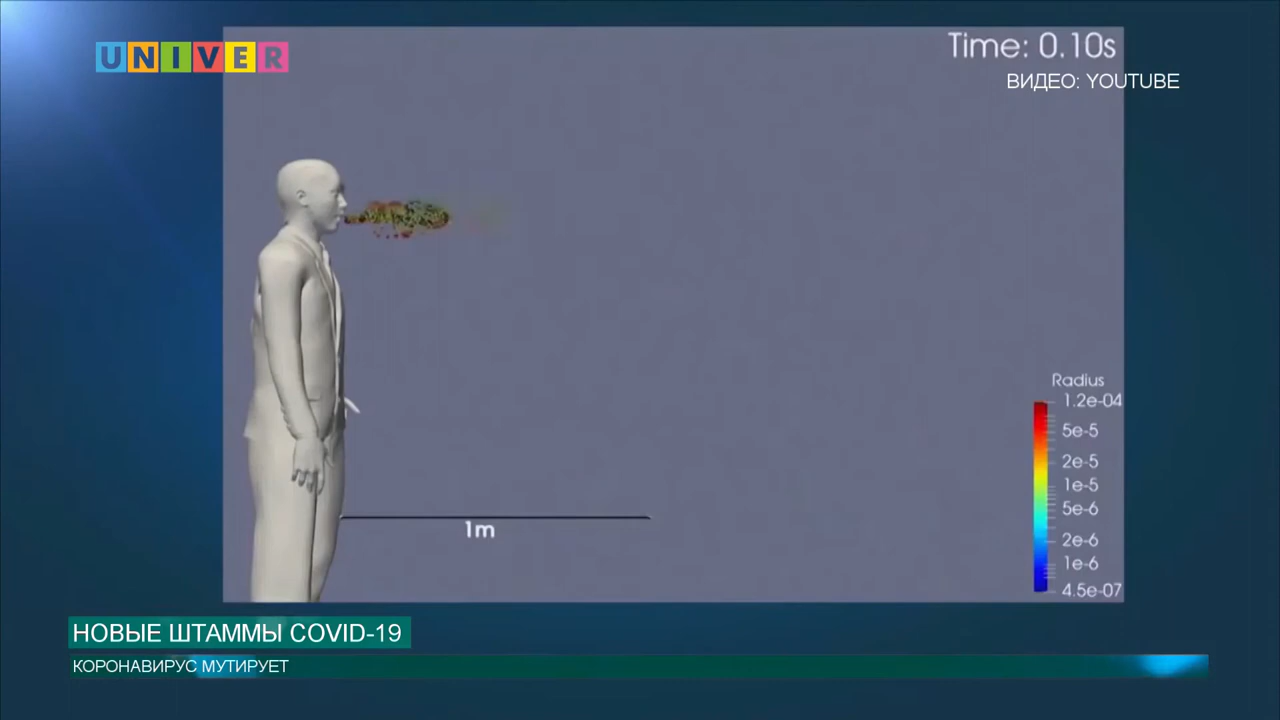 UNIVER
Time: 0.10s
ВИДЕО: YOUTUBE
Radius
1.2e-04
5e-5
2e-5
1e-5
5e-6
2e-6
1e-6
4.5e-07
1m
НОВЫЕ ШТАММЫ COVID-19
КОРОНАВИРУС МУТИРУЕТ